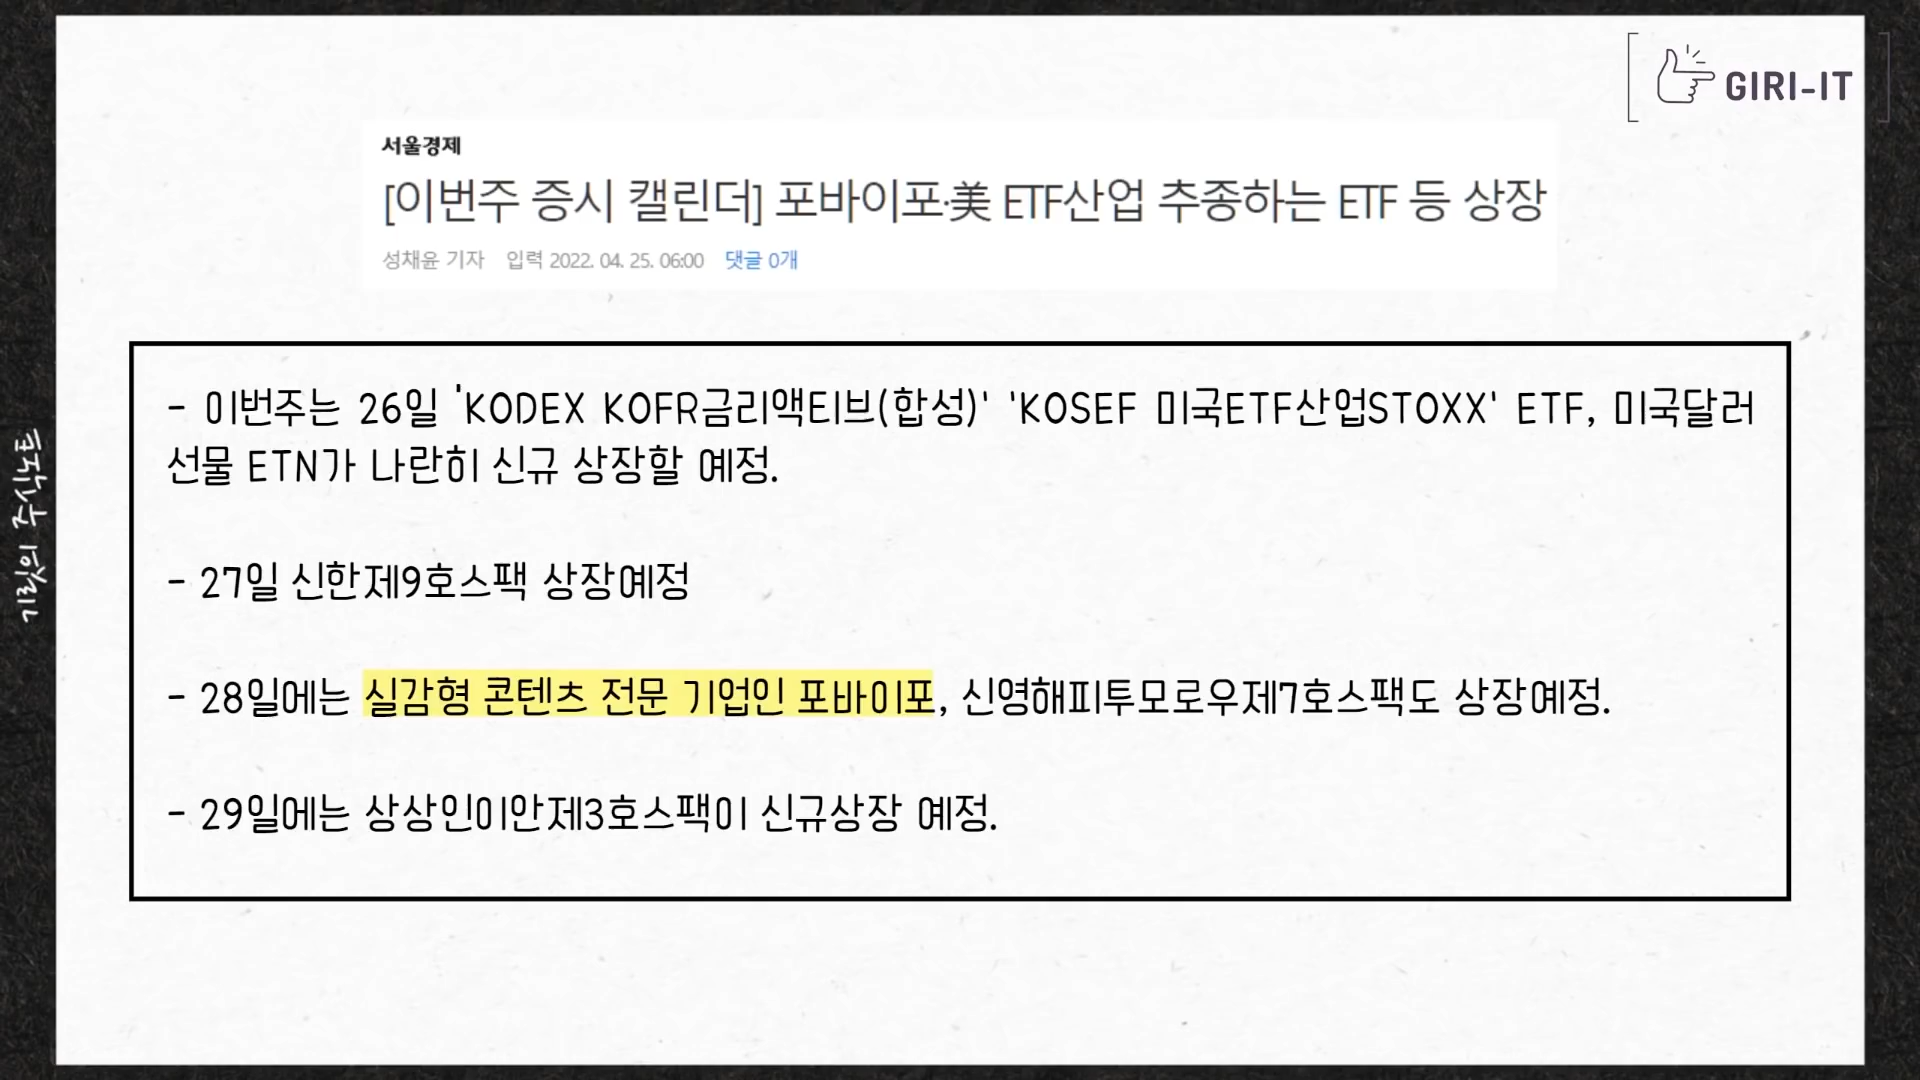 GIRI-IT
서울경제
[이번주 증시 캘린더] 포바이포·美 ETF산업 추종하는 ETF 등 상장
성채윤 기자 입력 2022. 04. 25. 06:00 댓글 0개
- 이번주는 26일 'KODEX KOFR금리액티브(합성)' 'KOSEF 미국ETF산업STOXX' ETF, 미국달러
선물 ETN가 나란히 신규 상장할 예정.
- 27일 신한제9호스팩 상장예정
- 28일에는 실감형 콘텐츠 전문 기업인 포바이포, 신영해피투모로우제7호스팩도 상장예정.
- 29일에는 상상인이안제3호스팩이 신규상장 예정.
기릿의 주식노트